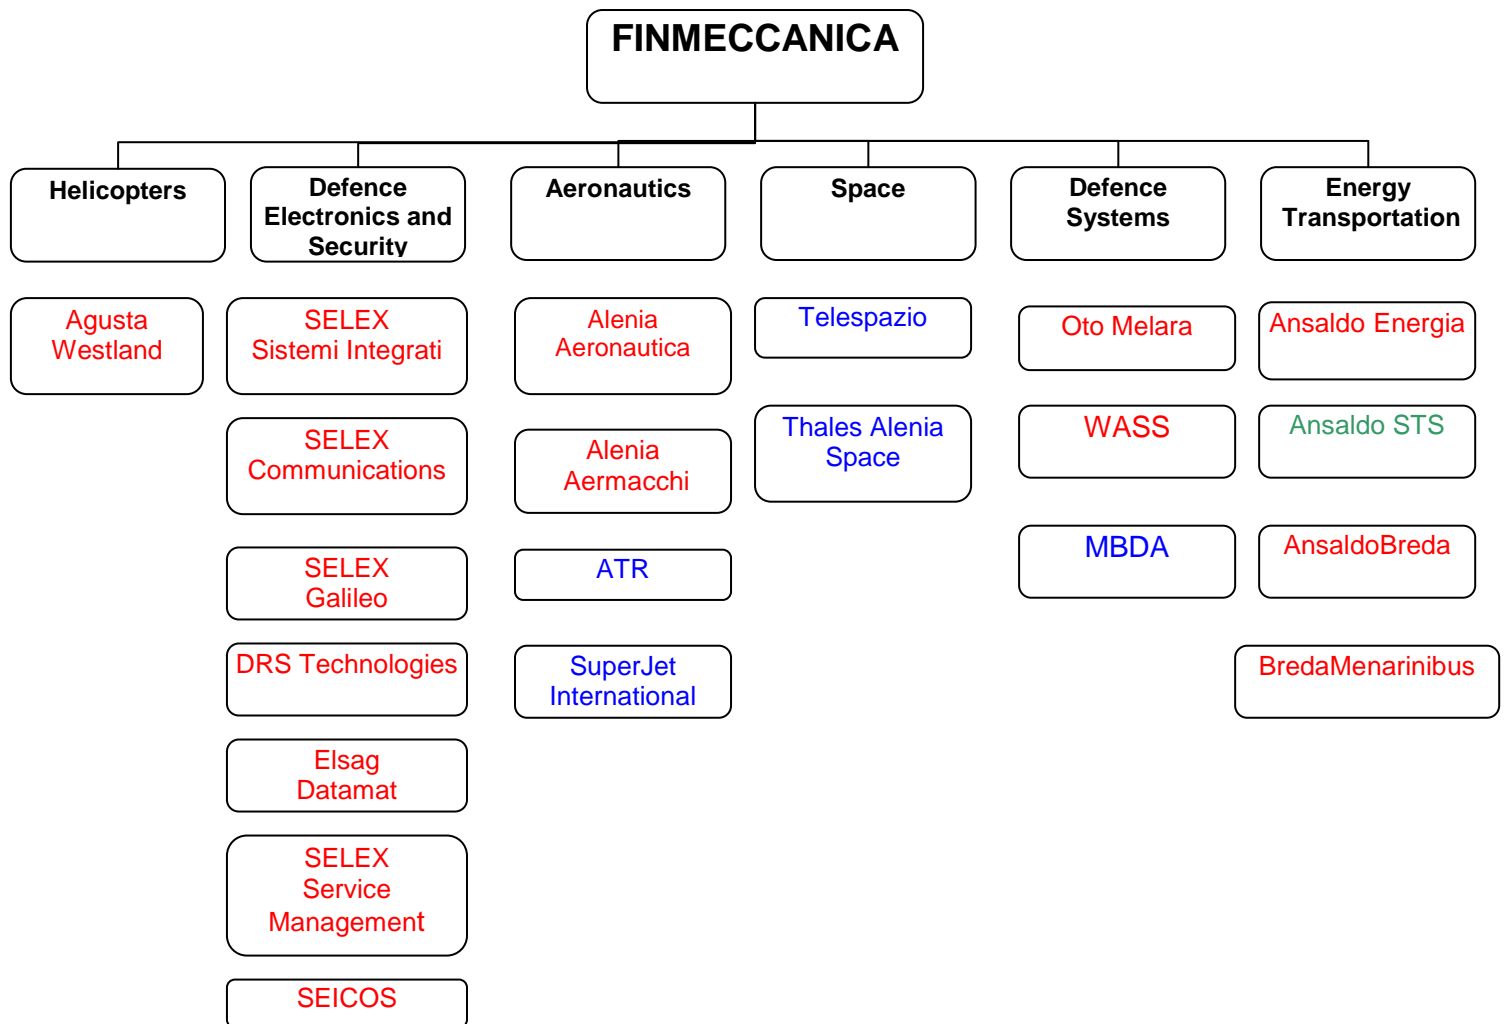 FINMECCANICA
Helicopters
Defence
Electronics and
Security
Aeronautics
Space
Defence
Systems
Energy
Transportation
Agusta
Westland
SELEX
Sistemi Integrati
SELEX
Communications
SELEX
Galileo
DRS Technologies
Elsag
Datamat
SELEX
Service
Management
SEICOS
Alenia
Aeronautica
Alenia
Aermacchi
ATR
SuperJet
International
Telespazio
Thales Alenia
Space
Oto Melara
WASS
MBDA
Ansaldo Energia
Ansaldo STS
AnsaldoBreda
BredaMenarinibus